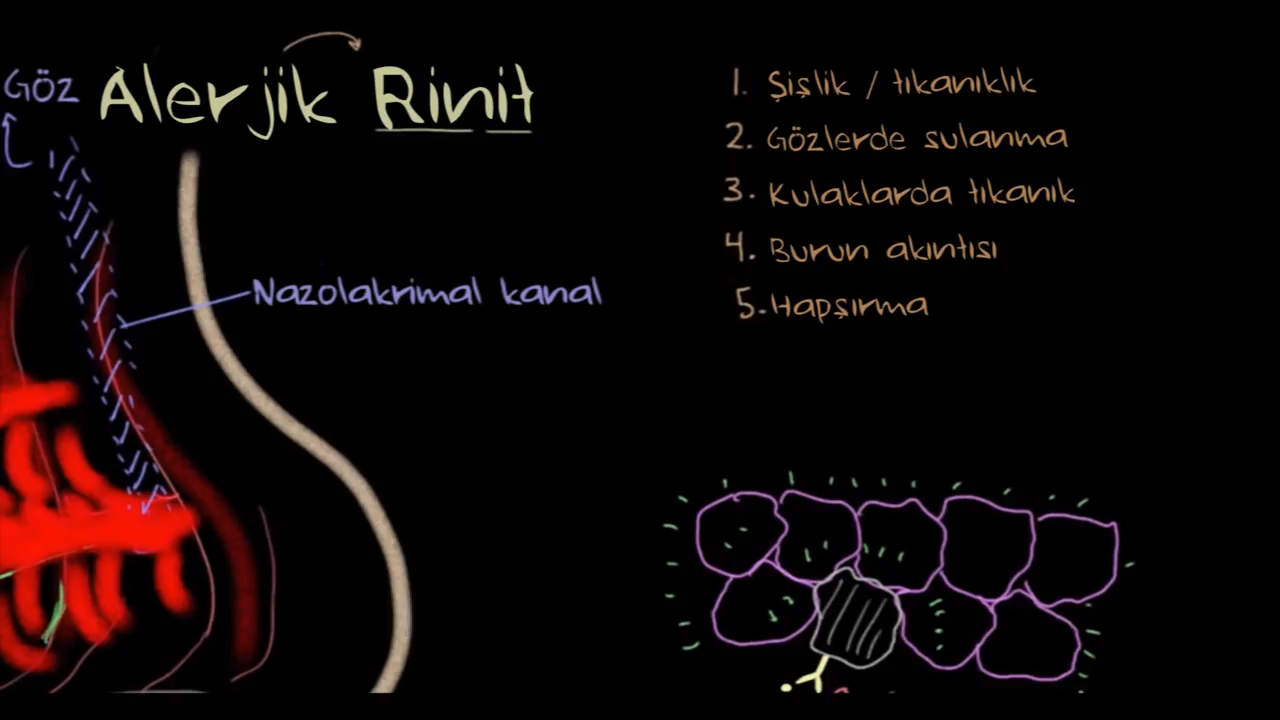 Göz
Alerjik Rinit
Nazolakrimal kanal
1. Şişlik / tıkanıklık
2. Gözlerde sulanma
3. Kulaklarda tıkanık
4. Burun akıntısı
5. Hapşırma